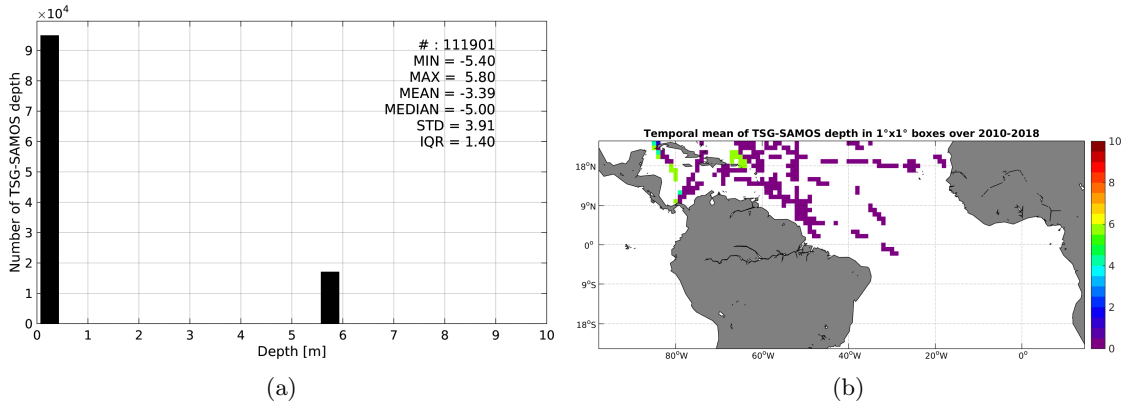 ×10⁴
# : 111901
MIN = -5.40
MAX = 5.80
MEAN = -3.39
MEDIAN = -5.00
STD = 3.91
IQR = 1.40
9
8
7
6
5
4
3
2
1
0
Number of TSG-SAMOS depth
0 1 2 3 4 5 6 7 8 9 10
Depth [m]
(a)
Temporal mean of TSG-SAMOS depth in 1°x1° boxes over 2010-2018
18°N
9°N
0°
9°S
18°S
80°W 60°W 40°W 20°W 0°
10
8
6
4
2
0
(b)